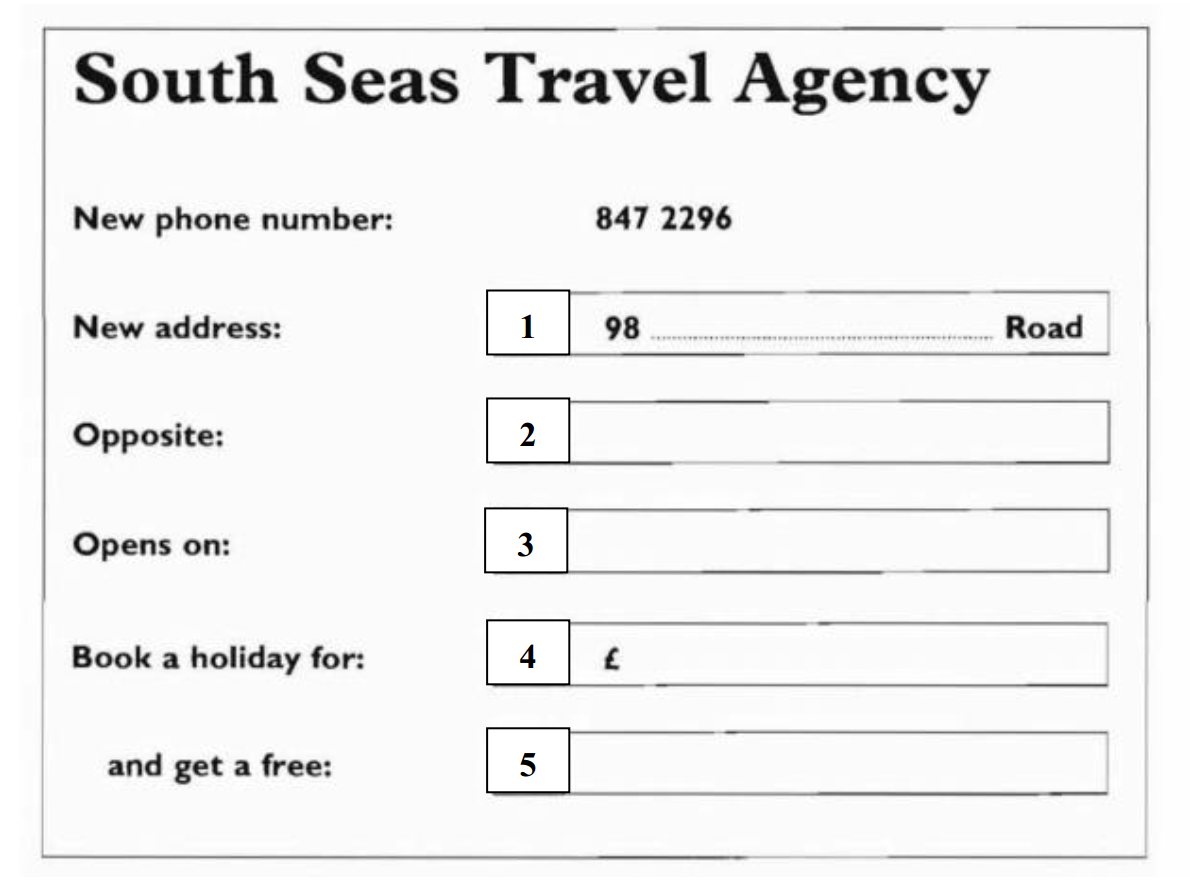 South Seas Travel Agency
New phone number: 847 2296
New address: 1 98 ........................................ Road
Opposite: 2
Opens on: 3
Book a holiday for: 4 £
and get a free: 5